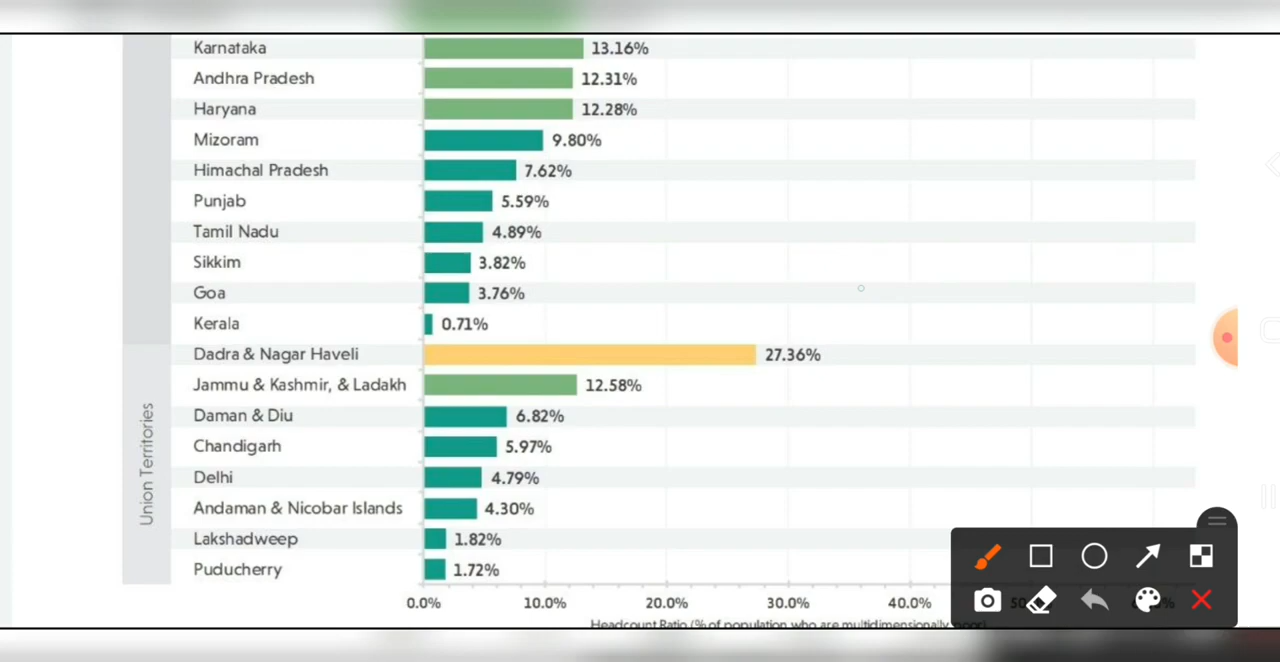 Karnataka 13.16%
Andhra Pradesh 12.31%
Haryana 12.28%
Mizoram 9.80%
Himachal Pradesh 7.62%
Punjab 5.59%
Tamil Nadu 4.89%
Sikkim 3.82%
Goa 3.76%
Kerala 0.71%
Union Territories
Dadra & Nagar Haveli 27.36%
Jammu & Kashmir, & Ladakh 12.58%
Daman & Diu 6.82%
Chandigarh 5.97%
Delhi 4.79%
Andaman & Nicobar Islands 4.30%
Lakshadweep 1.82%
Puducherry 1.72%
0.0% 10.0% 20.0% 30.0% 40.0%
Headcount Ratio (% of population who are multidimensionally poor)